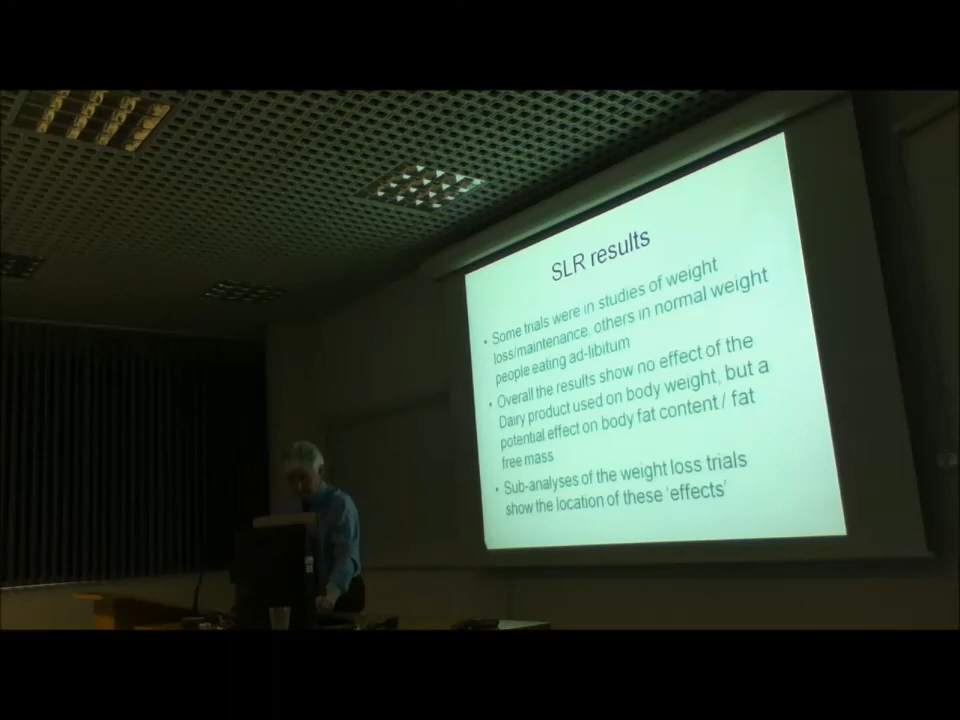 SLR results
• Some trials were in studies of weight
loss/maintenance, others in normal weight
people eating ad-libitum
• Overall the results show no effect of the
Dairy product used on body weight, but a
potential effect on body fat content / fat
free mass
• Sub-analyses of the weight loss trials
show the location of these 'effects'